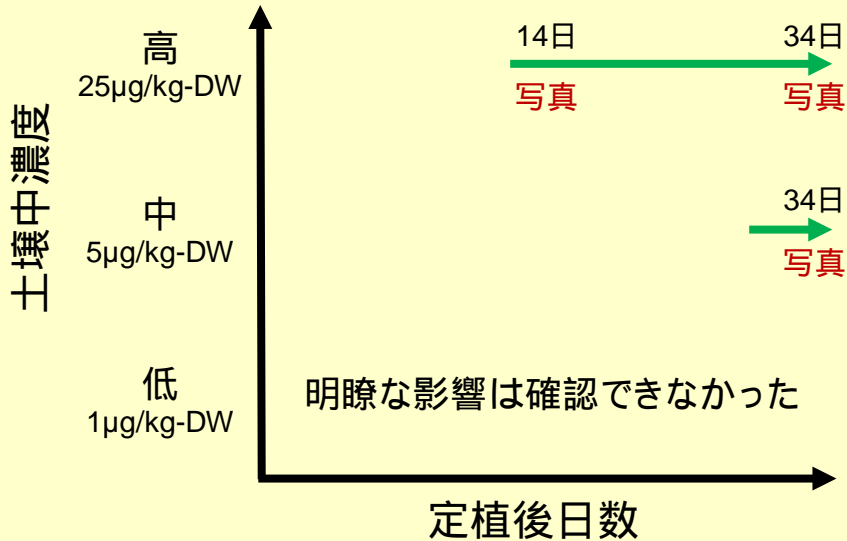 土壌中濃度
高
25μg/kg-DW
14日
34日
写真
写真
中
5μg/kg-DW
34日
写真
低
1μg/kg-DW
明瞭な影響は確認できなかった
定植後日数